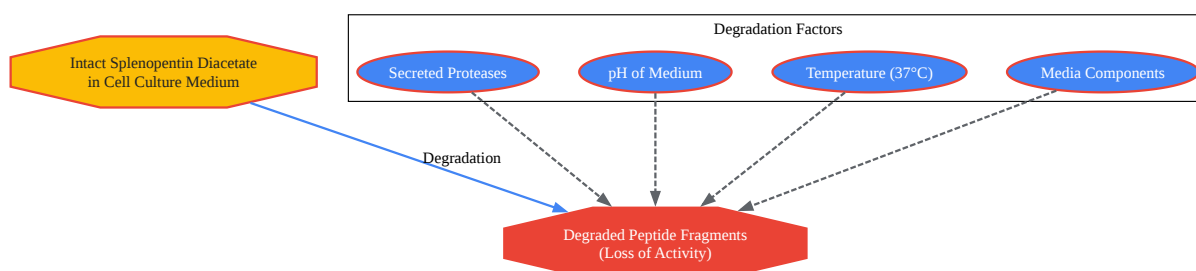 Degradation Factors
Intact Splenopentin Diacetate
in Cell Culture Medium
Secreted Proteases
pH of Medium
Temperature (37°C)
Media Components
Degradation
Degraded Peptide Fragments
(Loss of Activity)